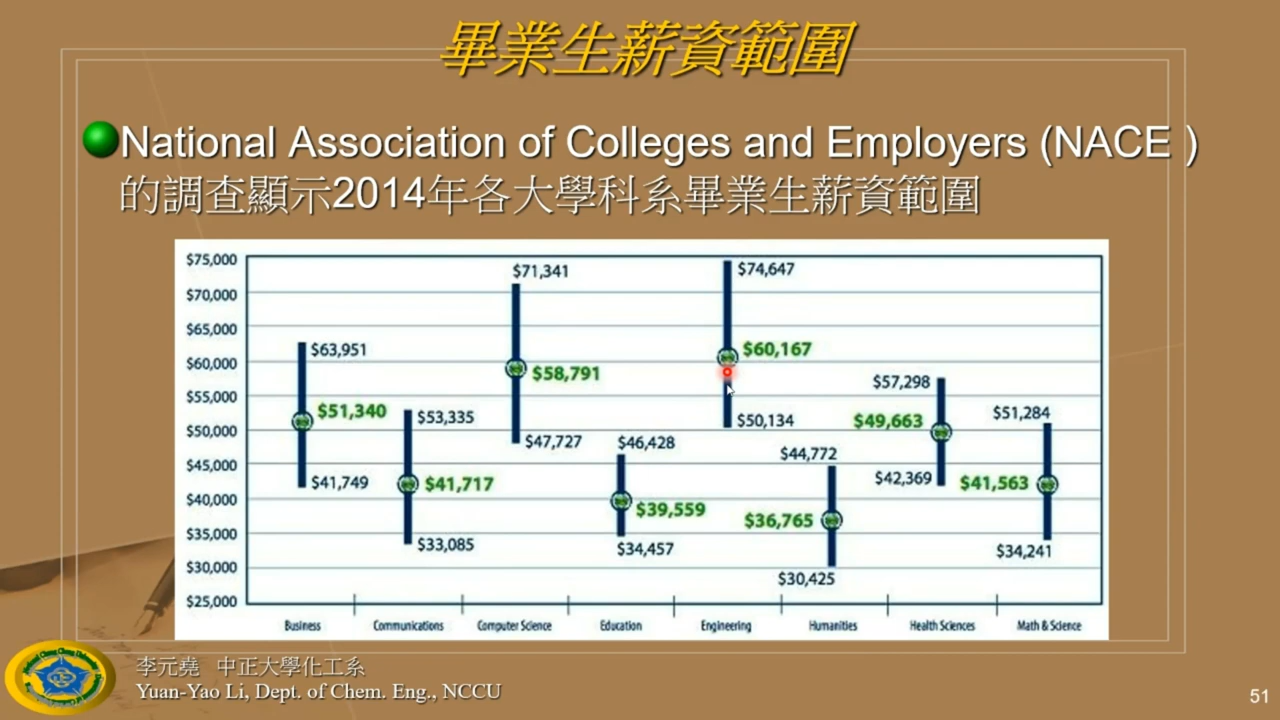 畢業生薪資範圍
National Association of Colleges and Employers (NACE )
的調查顯示2014年各大學科系畢業生薪資範圍
$75,000
$70,000
$65,000
$60,000
$55,000
$50,000
$45,000
$40,000
$35,000
$30,000
$25,000
$63,951
$51,340
$41,749
$53,335
$41,717
$33,085
$71,341
$58,791
$47,727
$46,428
$39,559
$34,457
$74,647
$60,167
$50,134
$44,772
$36,765
$30,425
$57,298
$49,663
$42,369
$51,284
$41,563
$34,241
Business
Communications
Computer Science
Education
Engineering
Humanities
Health Sciences
Math & Science
李元堯 中正大學化工系
Yuan-Yao Li, Dept. of Chem. Eng., NCCU
51